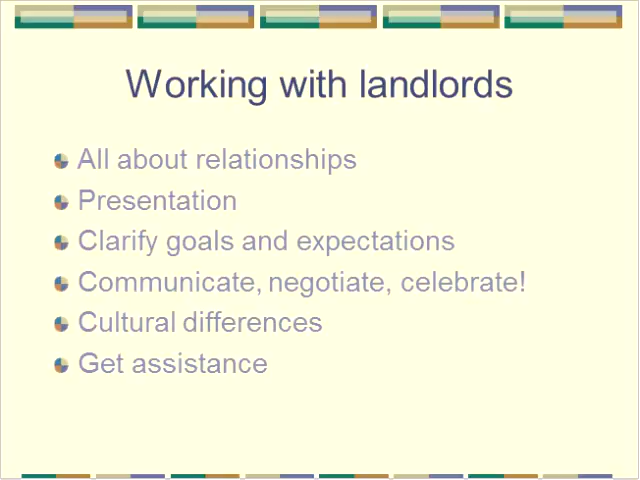 Working with landlords
All about relationships
Presentation
Clarify goals and expectations
Communicate, negotiate, celebrate!
Cultural differences
Get assistance